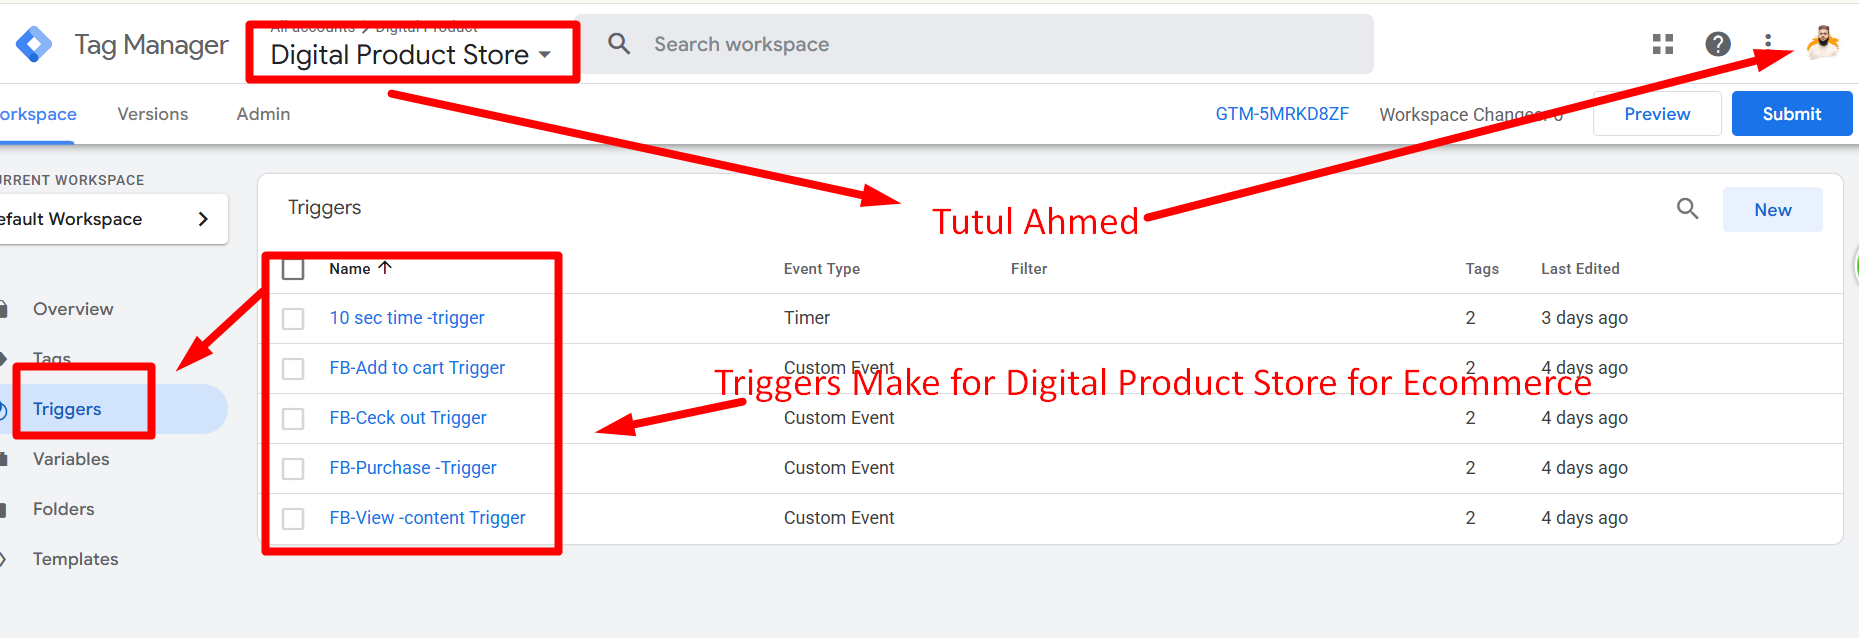 All accounts > Digital Product
Tag Manager
Digital Product Store
Search workspace
orkspace
Versions
Admin
GTM-5MRKD8ZF
Workspace Changes: 0
Preview
Submit
URRENT WORKSPACE
efault Workspace
Triggers
Tutul Ahmed
New
Name
Event Type
Filter
Tags
Last Edited
Overview
10 sec time -trigger
Timer
2
3 days ago
Tags
FB-Add to cart Trigger
Custom Event
2
4 days ago
Triggers Make for Digital Product Store for Ecommerce
Triggers
FB-Ceck out Trigger
Custom Event
2
4 days ago
Variables
FB-Purchase -Trigger
Custom Event
2
4 days ago
Folders
FB-View -content Trigger
Custom Event
2
4 days ago
Templates